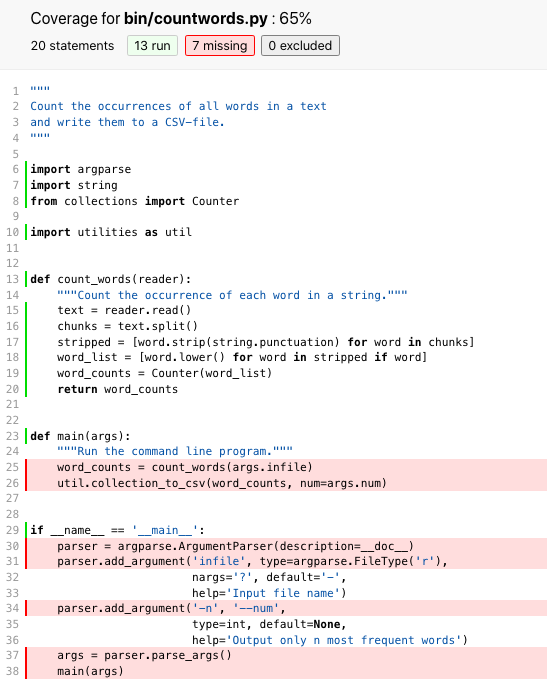 Coverage for bin/countwords.py : 65%
20 statements 13 run 7 missing 0 excluded
1 """
2 Count the occurrences of all words in a text
3 and write them to a CSV-file.
4 """
5
6 import argparse
7 import string
8 from collections import Counter
9
10 import utilities as util
11
12
13 def count_words(reader):
14     """Count the occurrence of each word in a string."""
15     text = reader.read()
16     chunks = text.split()
17     stripped = [word.strip(string.punctuation) for word in chunks]
18     word_list = [word.lower() for word in stripped if word]
19     word_counts = Counter(word_list)
20     return word_counts
21
22
23 def main(args):
24     """Run the command line program."""
25     word_counts = count_words(args.infile)
26     util.collection_to_csv(word_counts, num=args.num)
27
28
29 if __name__ == '__main__':
30     parser = argparse.ArgumentParser(description=__doc__)
31     parser.add_argument('infile', type=argparse.FileType('r'),
32                         nargs='?', default='-',
33                         help='Input file name')
34     parser.add_argument('-n', '--num',
35                         type=int, default=None,
36                         help='Output only n most frequent words')
37     args = parser.parse_args()
38     main(args)